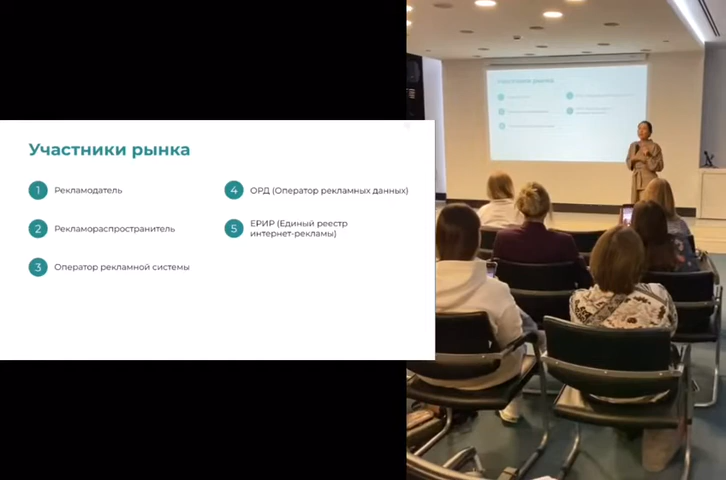 Участники рынка
1 Рекламодатель
2 Рекламораспространитель
3 Оператор рекламной системы
4 ОРД (Оператор рекламных данных)
5 ЕРИР (Единый реестр
интернет-рекламы)